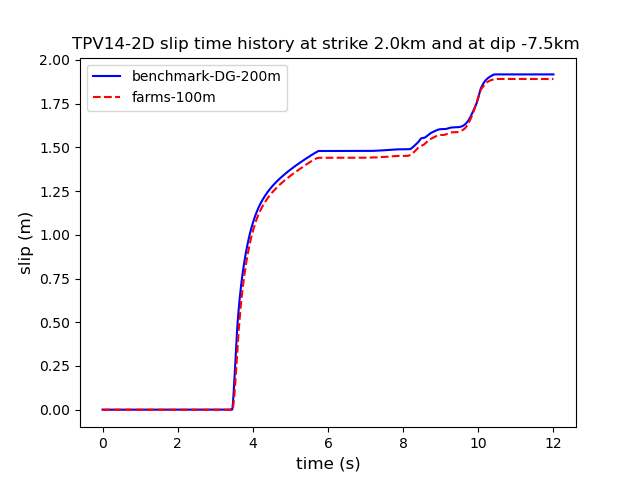 TPV14-2D slip time history at strike 2.0km and at dip -7.5km
benchmark-DG-200m
farms-100m
2.00
1.75
1.50
1.25
1.00
0.75
0.50
0.25
0.00
slip (m)
0 2 4 6 8 10 12
time (s)